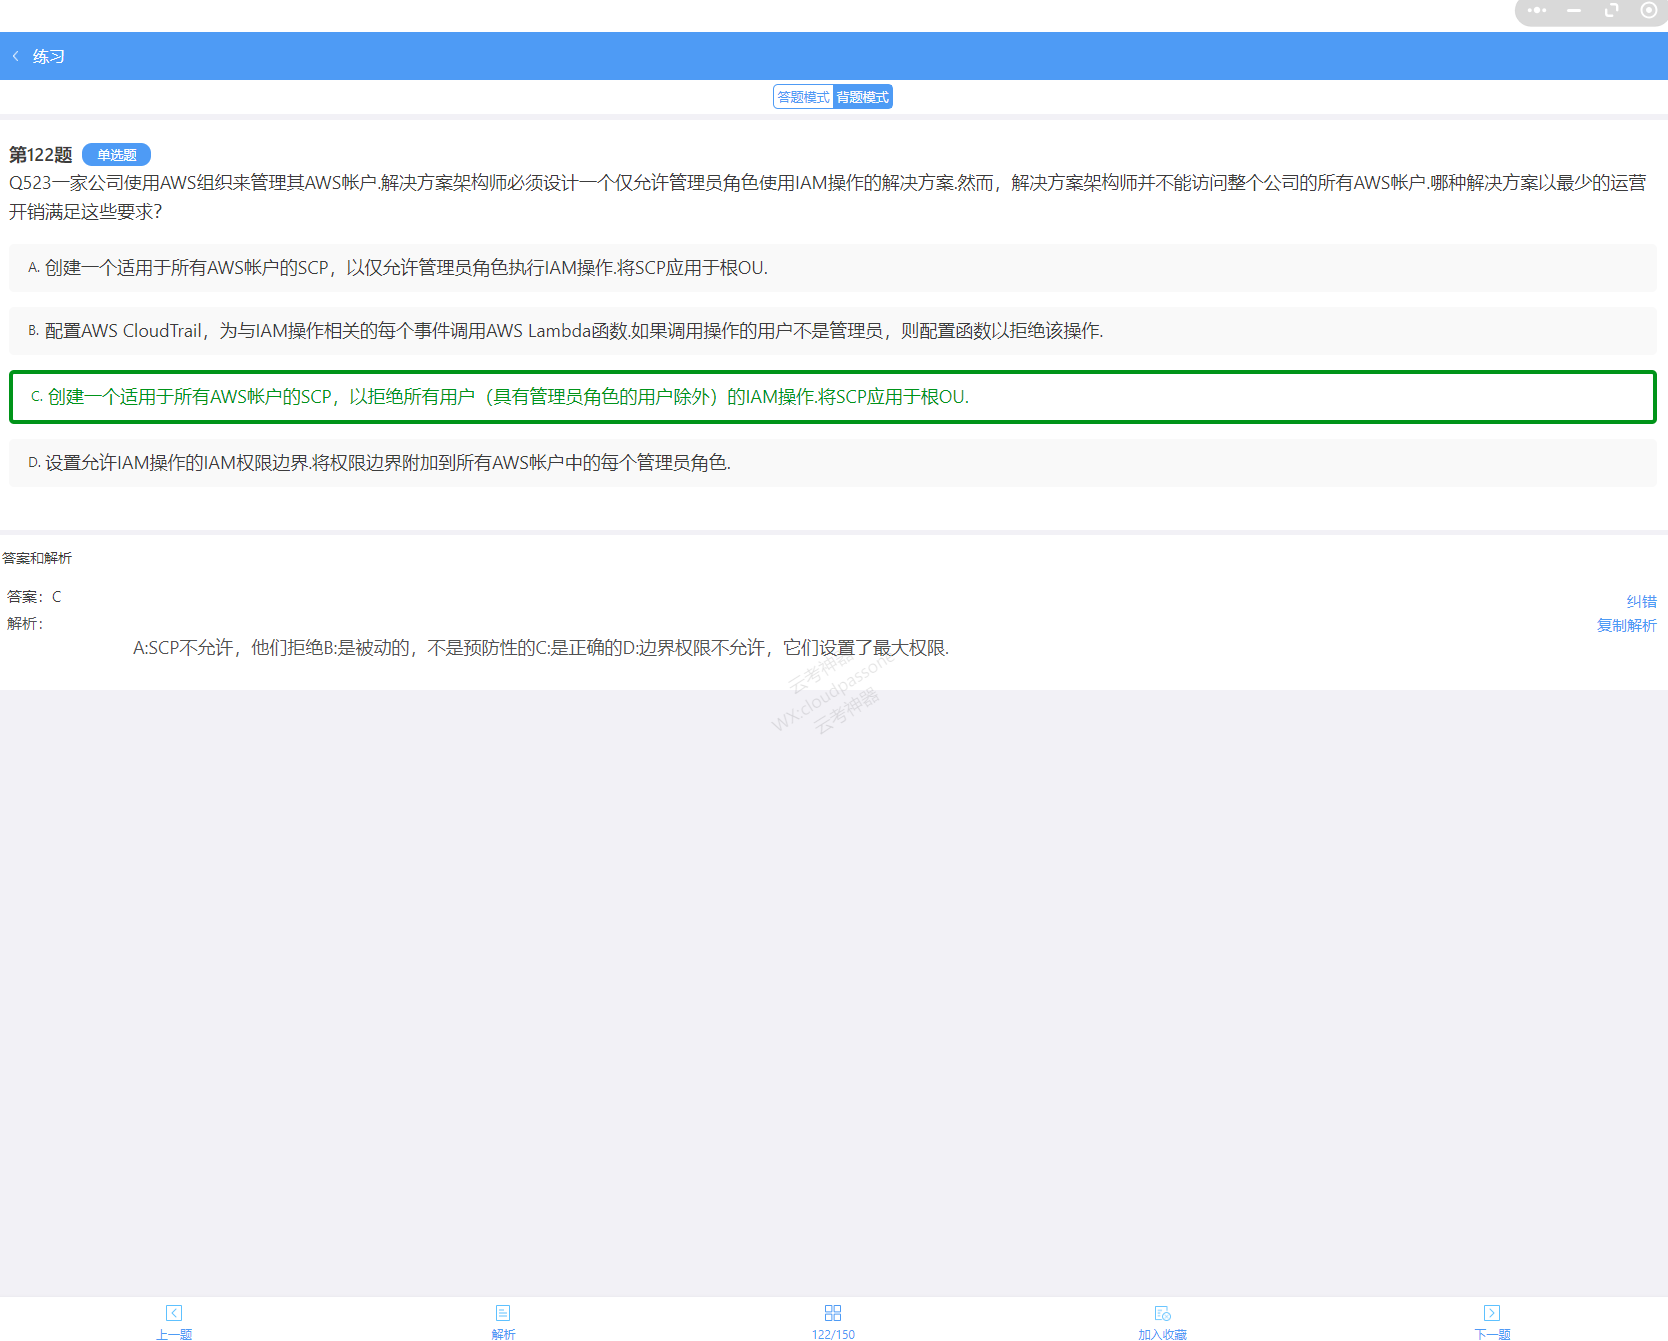 练习
答题模式 背题模式
第122题 单选题
Q523一家公司使用AWS组织来管理其AWS帐户.解决方案架构师必须设计一个仅允许管理员角色使用IAM操作的解决方案.然而，解决方案架构师并不能访问整个公司的所有AWS帐户.哪种解决方案以最少的运营
开销满足这些要求？
A. 创建一个适用于所有AWS帐户的SCP，以仅允许管理员角色执行IAM操作.将SCP应用于根OU.
B. 配置AWS CloudTrail，为与IAM操作相关的每个事件调用AWS Lambda函数.如果调用操作的用户不是管理员，则配置函数以拒绝该操作.
C. 创建一个适用于所有AWS帐户的SCP，以拒绝所有用户（具有管理员角色的用户除外）的IAM操作.将SCP应用于根OU.
D. 设置允许IAM操作的IAM权限边界.将权限边界附加到所有AWS帐户中的每个管理员角色.
答案和解析
答案：C
纠错
解析：
复制解析
A:SCP不允许，他们拒绝B:是被动的，不是预防性的C:是正确的D:边界权限不允许，它们设置了最大权限.
云考神器
WX:cloudpassone
云考神器
上一题 解析 122/150 加入收藏 下一题